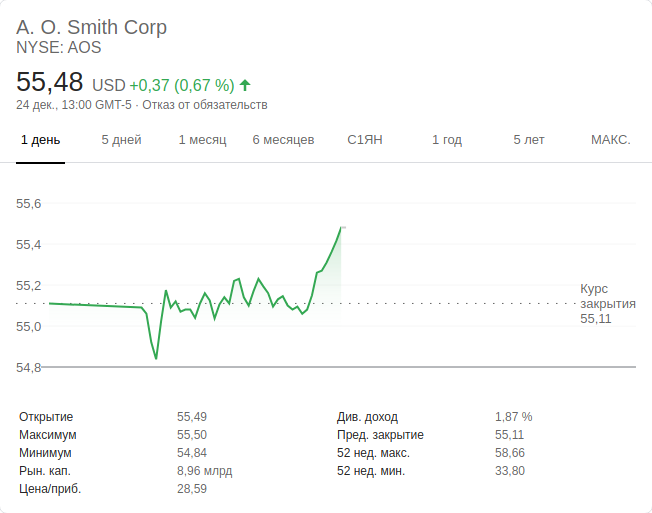 A. O. Smith Corp
NYSE: AOS
55,48 USD +0,37 (0,67 %)
24 дек., 13:00 GMT-5 · Отказ от обязательств
1 день 5 дней 1 месяц 6 месяцев С1ЯН 1 год 5 лет МАКС.
55,6
55,4
55,2
Курс
закрытия
55,11
55,0
54,8
Открытие 55,49 Див. доход 1,87 %
Максимум 55,50 Пред. закрытие 55,11
Минимум 54,84 52 нед. макс. 58,66
Рын. кап. 8,96 млрд 52 нед. мин. 33,80
Цена/приб. 28,59